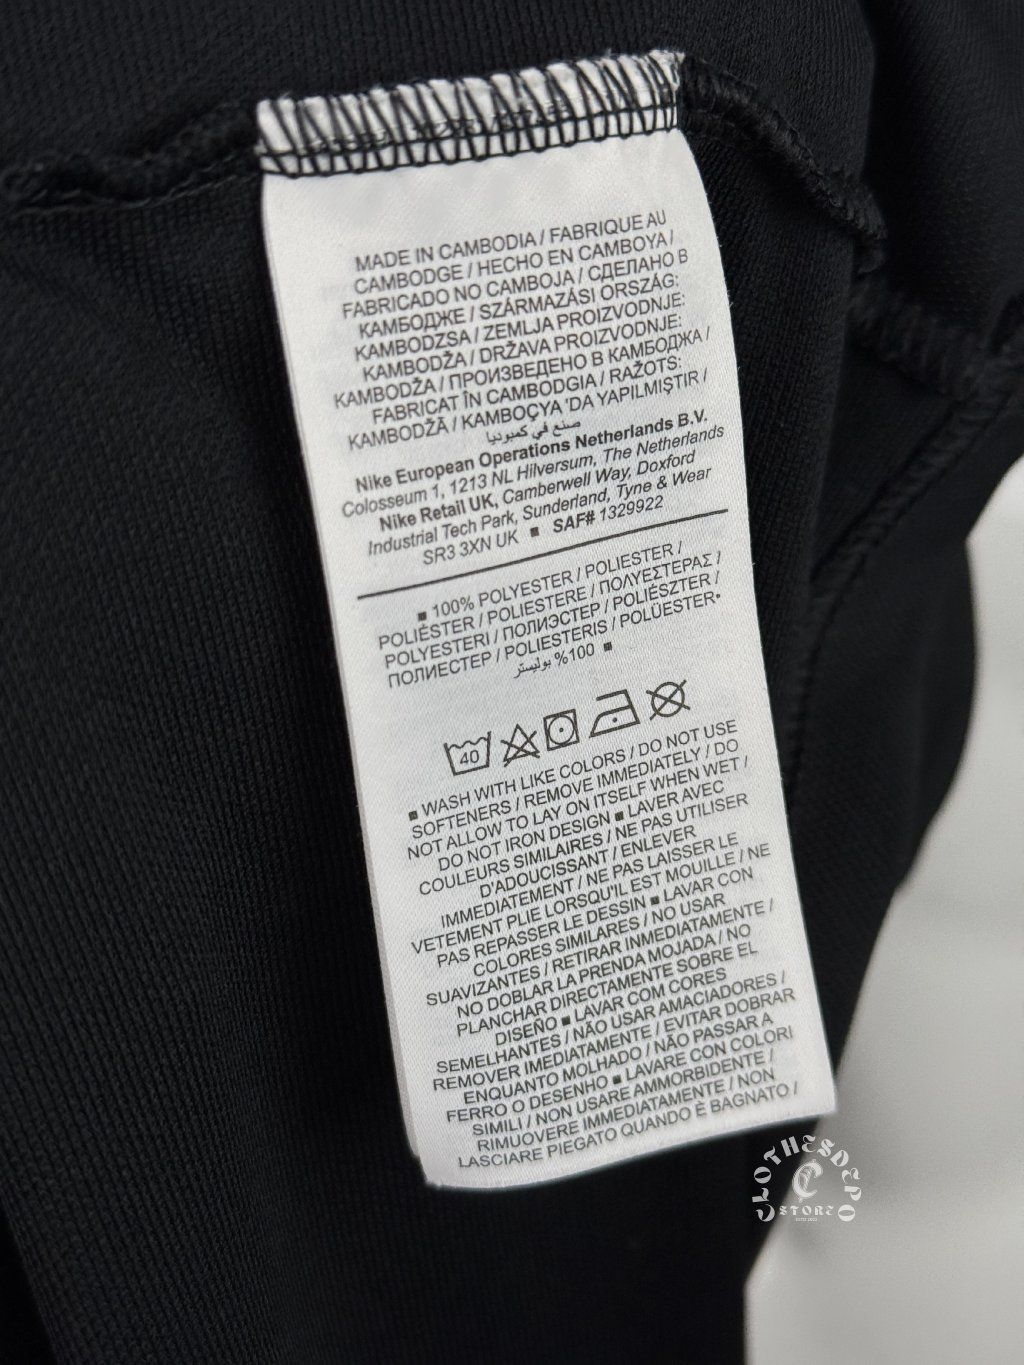 MADE IN CAMBODIA / FABRIQUE AU
CAMBODGE / HECHO EN CAMBOYA /
FABRICADO NO CAMBOJA / СДЕЛАНО В
КАМБОДЖЕ / SZÁRMAZÁSI ORSZÁG:
KAMBODZSA / ZEMLJA PROIZVODNJE:
KAMBODŽA / DRŽAVA PROIZVODNJE:
KAMBODŽA / ПРОИЗВЕДЕНО В КАМБОДЖА /
FABRICAT ÎN CAMBODGIA / RAŽOTS:
KAMBODŽĀ / KAMBOÇYA 'DA YAPILMIŞTIR /
صنع في كمبوديا
Nike European Operations Netherlands B.V.
Colosseum 1, 1213 NL Hilversum, The Netherlands
Nike Retail UK, Camberwell Way, Doxford
Industrial Tech Park, Sunderland, Tyne & Wear
SR3 3XN UK ■ SAF# 1329922
■ 100% POLYESTER / POLIESTER /
POLIÉSTER / POLIESTERE / ΠΟΛΥΕΣΤΕΡΑΣ /
POLYESTERI / ПОЛИЭСТЕР / POLIÉSZTER /
ПОЛИЕСТЕР / POLIESTERIS / POLÜESTER•
100% بوليستر ■
40
■ WASH WITH LIKE COLORS / DO NOT USE
SOFTENERS / REMOVE IMMEDIATELY / DO
NOT ALLOW TO LAY ON ITSELF WHEN WET /
DO NOT IRON DESIGN ■ LAVER AVEC
COULEURS SIMILAIRES / NE PAS UTILISER
D'ADOUCISSANT / ENLEVER
IMMEDIATEMENT / NE PAS LAISSER LE
VETEMENT PLIE LORSQU'IL EST MOUILLE / NE
PAS REPASSER LE DESSIN ■ LAVAR CON
COLORES SIMILARES / NO USAR
SUAVIZANTES / RETIRAR INMEDIATAMENTE /
NO DOBLAR LA PRENDA MOJADA / NO
PLANCHAR DIRECTAMENTE SOBRE EL
DISEÑO ■ LAVAR COM CORES
SEMELHANTES / NÃO USAR AMACIADORES /
REMOVER IMEDIATAMENTE / EVITAR DOBRAR
ENQUANTO MOLHADO / NÃO PASSAR A
FERRO O DESENHO ■ LAVARE CON COLORI
SIMILI / NON USARE AMMORBIDENTE /
RIMUOVERE IMMEDIATAMENTE / NON
LASCIARE PIEGATO QUANDO È BAGNATO /
CLOTHESDEPO
STORE